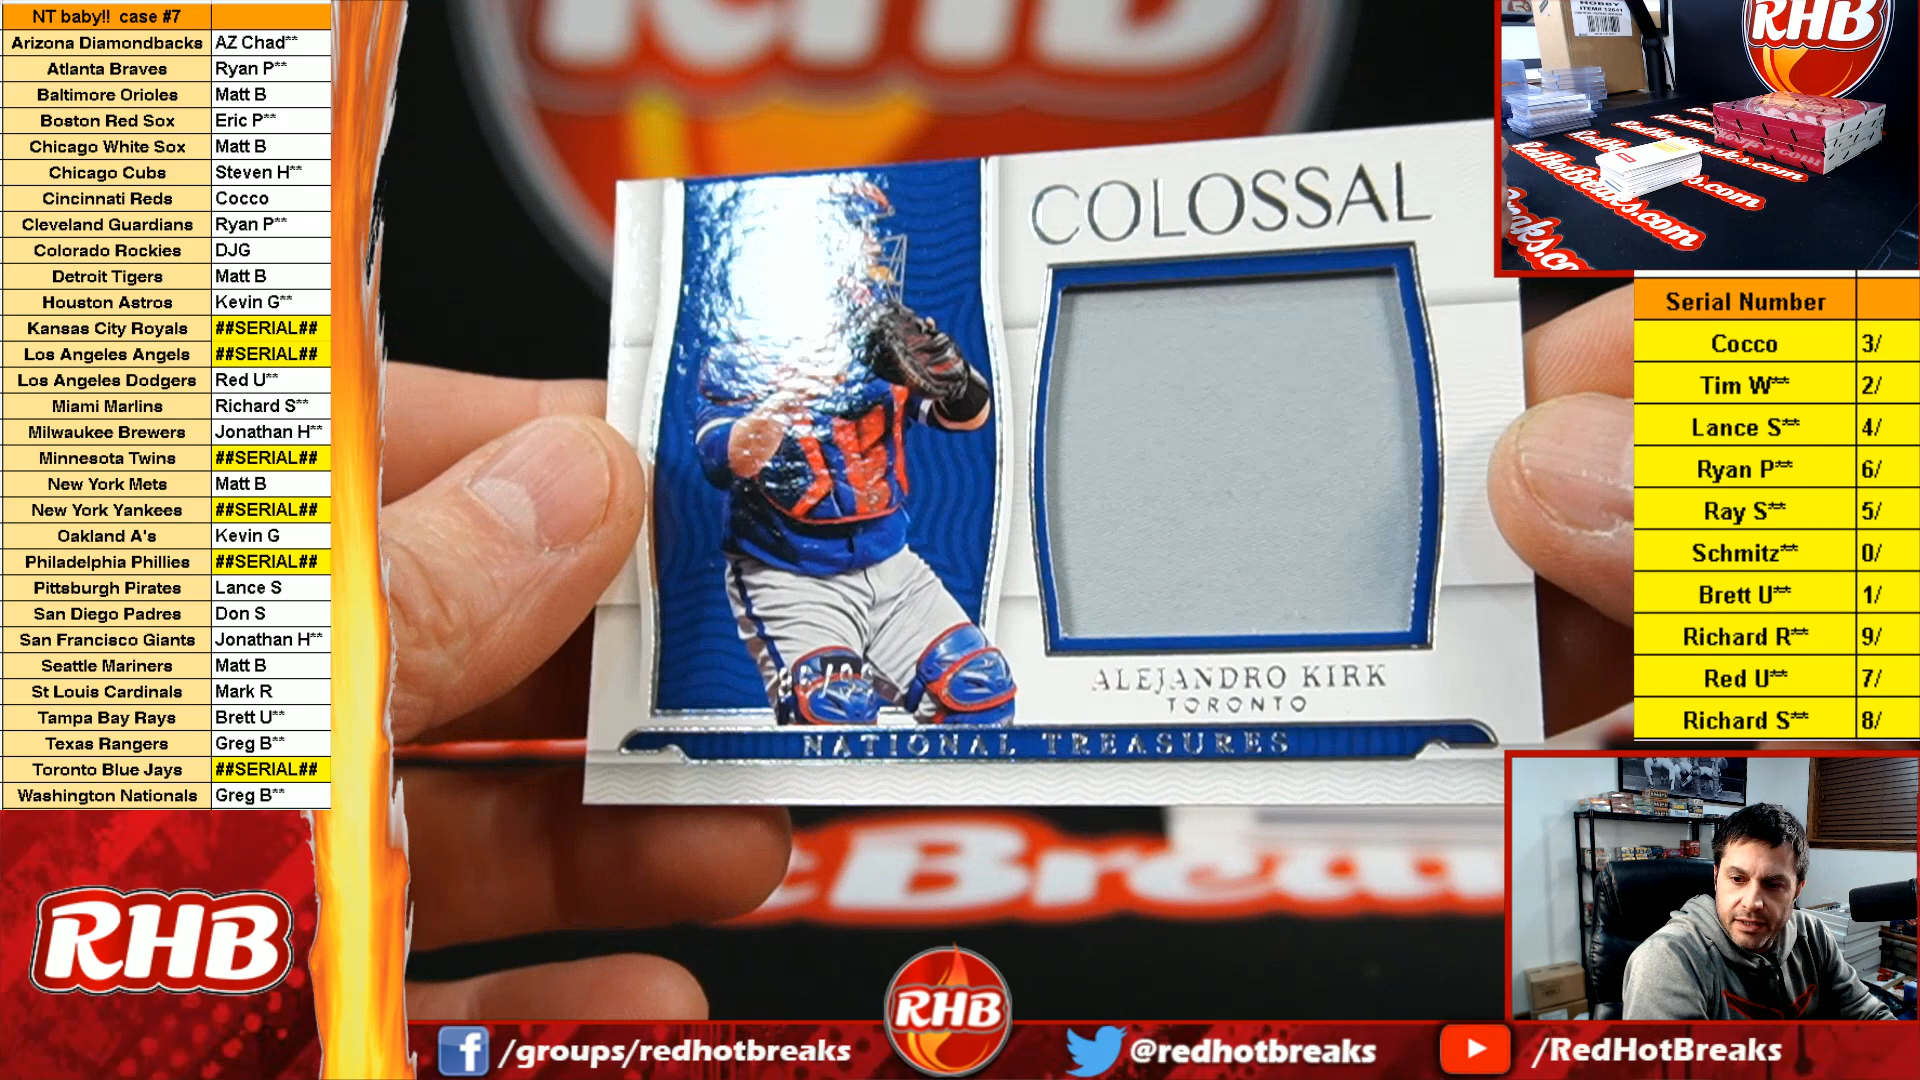 NT baby!! case #7
Arizona Diamondbacks AZ Chad**
Atlanta Braves Ryan P**
Baltimore Orioles Matt B
Boston Red Sox Eric P**
Chicago White Sox Matt B
Chicago Cubs Steven H**
Cincinnati Reds Cocco
Cleveland Guardians Ryan P**
Colorado Rockies DJG
Detroit Tigers Matt B
Houston Astros Kevin G**
Kansas City Royals ##SERIAL##
Los Angeles Angels ##SERIAL##
Los Angeles Dodgers Red U**
Miami Marlins Richard S**
Milwaukee Brewers Jonathan H**
Minnesota Twins ##SERIAL##
New York Mets Matt B
New York Yankees ##SERIAL##
Oakland A's Kevin G
Philadelphia Phillies ##SERIAL##
Pittsburgh Pirates Lance S
San Diego Padres Don S
San Francisco Giants Jonathan H**
Seattle Mariners Matt B
St Louis Cardinals Mark R
Tampa Bay Rays Brett U**
Texas Rangers Greg B**
Toronto Blue Jays ##SERIAL##
Washington Nationals Greg B**
RHB
RHB
COLOSSAL
ALEJANDRO KIRK
TORONTO
NATIONAL TREASURES
HOBBY
RHB
RedHotBreaks.com
Serial Number
Cocco 3/
Tim W** 2/
Lance S** 4/
Ryan P** 6/
Ray S** 5/
Schmitz** 0/
Brett U** 1/
Richard R** 9/
Red U** 7/
Richard S** 8/
RHB
/groups/redhotbreaks
@redhotbreaks
/RedHotBreaks